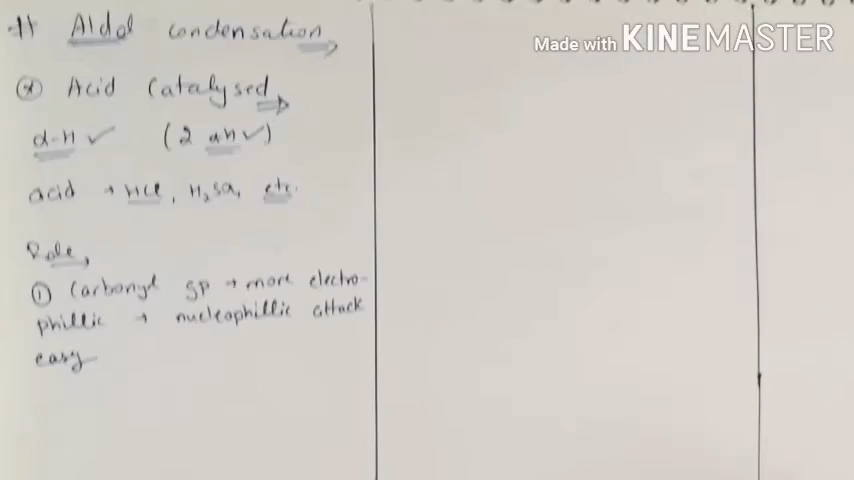 # Aldol condensation
* Acid Catalysed
α-H ✓ (2 αH ✓)
acid → HCl, H₂SO₄ etc.
Role,
① Carbonyl gp → more electro-
phillic → nucleophillic attack
easy
Made with KINEMASTER